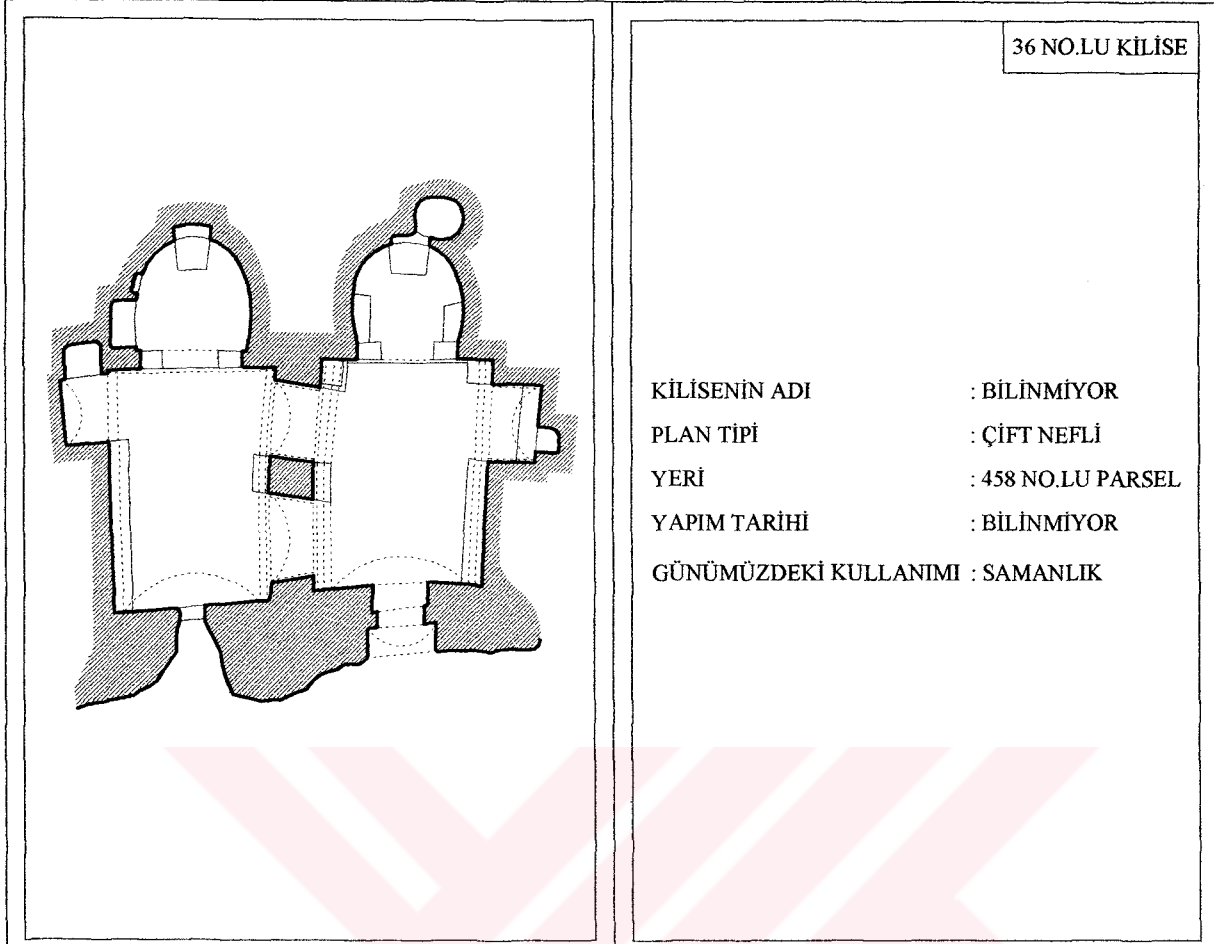 36 NO.LU KİLİSE
KİLİSENİN ADI : BİLİNMİYOR
PLAN TİPİ : ÇİFT NEFLİ
YERİ : 458 NO.LU PARSEL
YAPIM TARİHİ : BİLİNMİYOR
GÜNÜMÜZDEKİ KULLANIMI : SAMANLIK